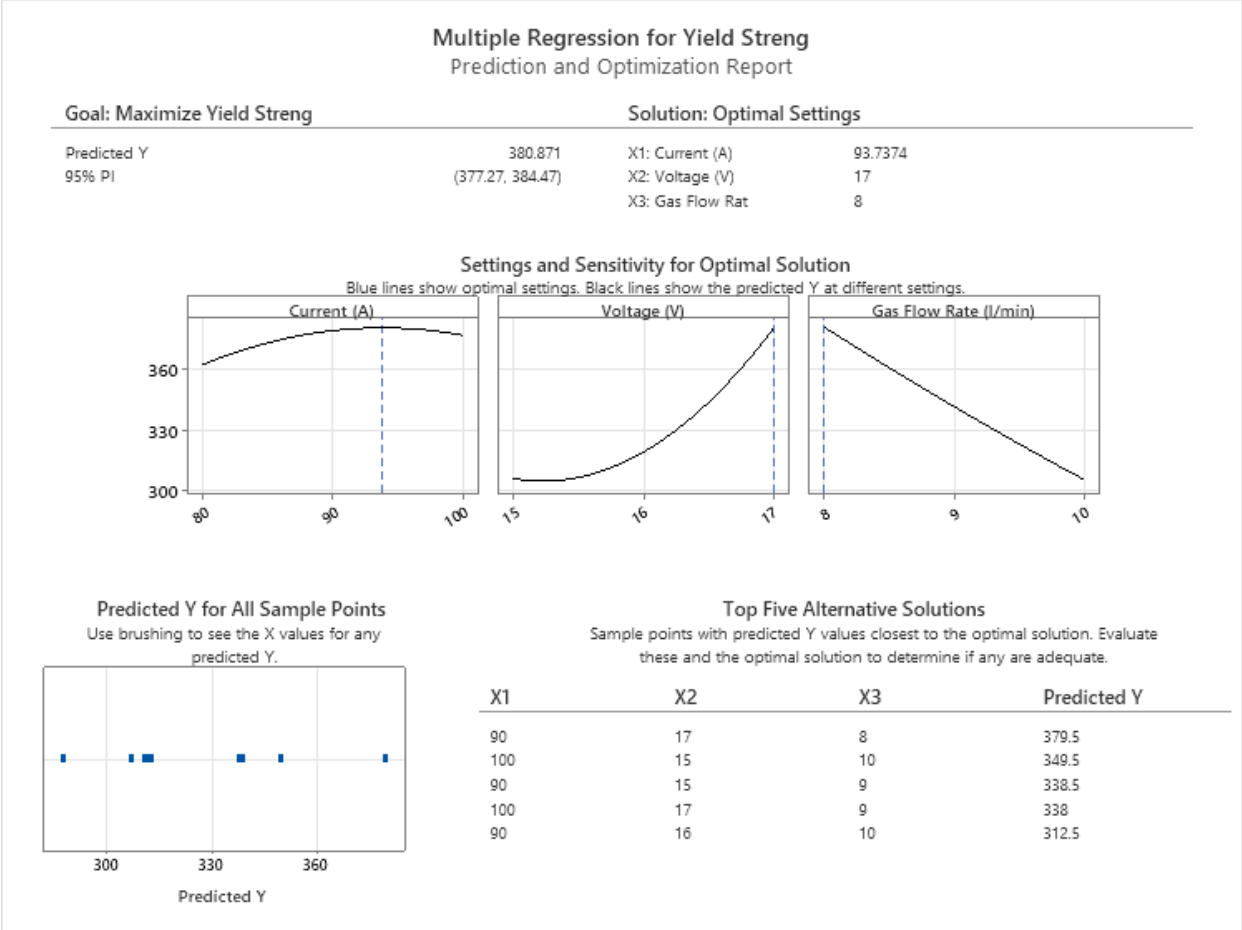 Multiple Regression for Yield Streng
Prediction and Optimization Report
Goal: Maximize Yield Streng
Predicted Y 380.871
95% PI (377.27, 384.47)
Solution: Optimal Settings
X1: Current (A) 93.7374
X2: Voltage (V) 17
X3: Gas Flow Rat 8
Settings and Sensitivity for Optimal Solution
Blue lines show optimal settings. Black lines show the predicted Y at different settings.
Current (A) Voltage (V) Gas Flow Rate (l/min)
360
330
300
80 90 100 15 16 17 8 9 10
Predicted Y for All Sample Points
Use brushing to see the X values for any
predicted Y.
300 330 360
Predicted Y
Top Five Alternative Solutions
Sample points with predicted Y values closest to the optimal solution. Evaluate
these and the optimal solution to determine if any are adequate.
X1 X2 X3 Predicted Y
90 17 8 379.5
100 15 10 349.5
90 15 9 338.5
100 17 9 338
90 16 10 312.5